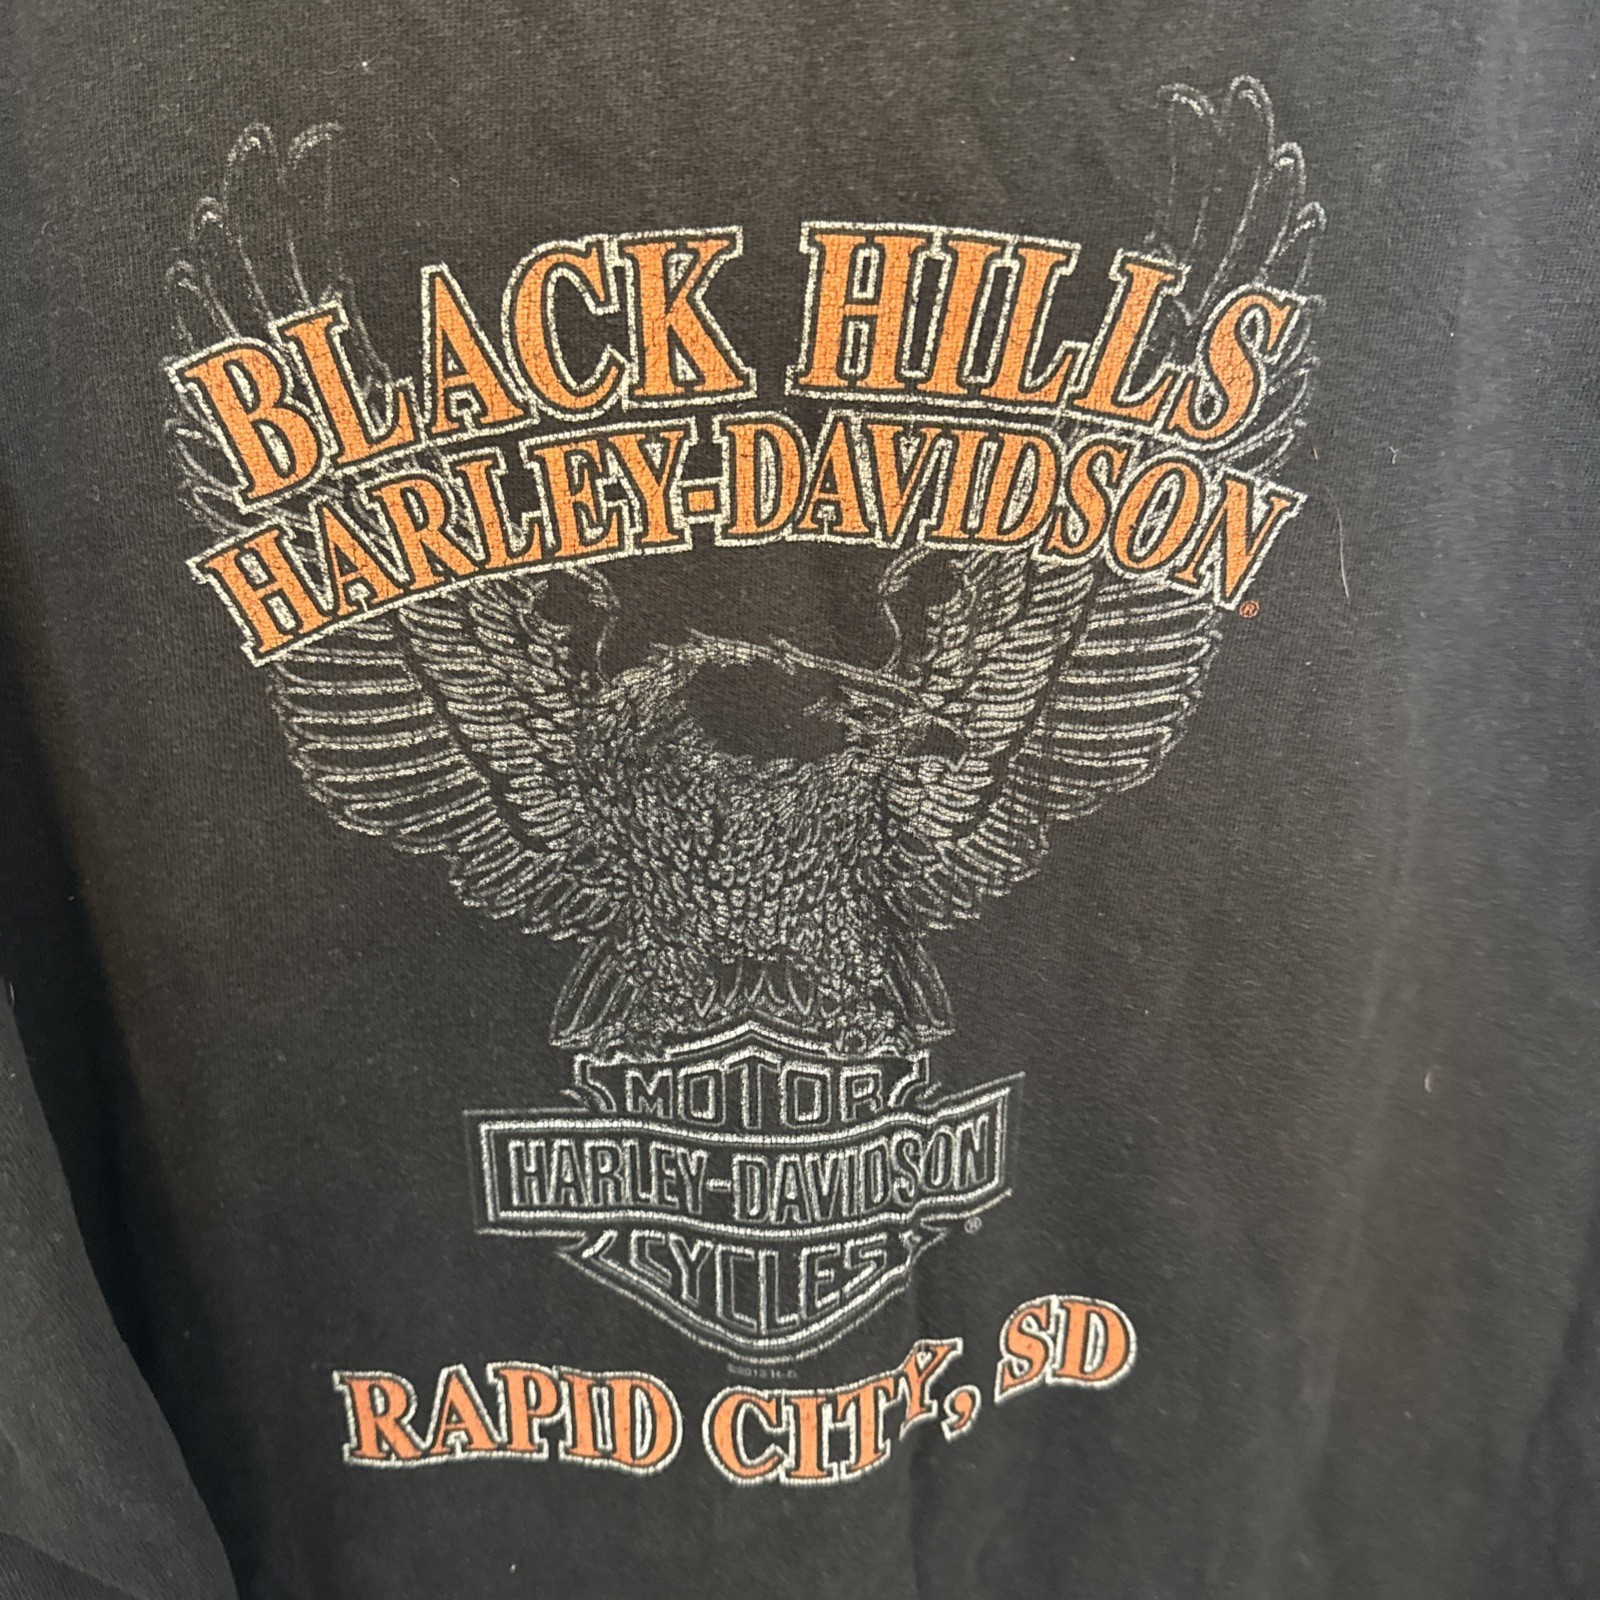 BLACK HILLS
HARLEY-DAVIDSON®
MOTOR
HARLEY-DAVIDSON
®
CYCLES
RAPID CITY, SD